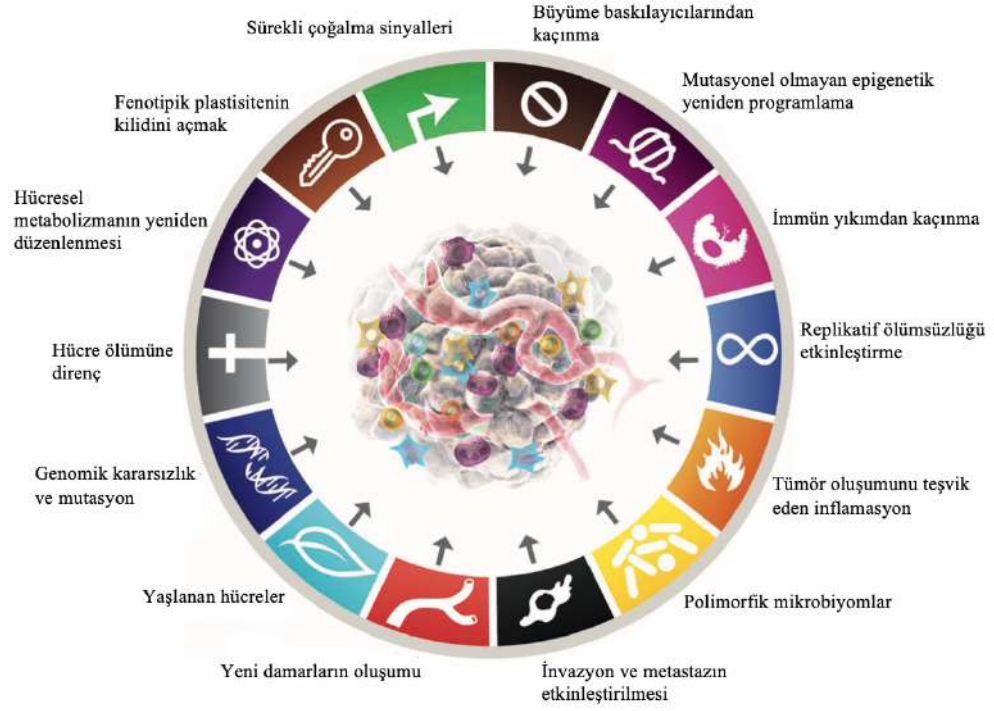 Sürekli çoğalma sinyalleri
Büyüme baskılayıcılarından
kaçınma
Mutasyonel olmayan epigenetik
yeniden programlama
İmmün yıkımdan kaçınma
Replikatif ölümsüzlüğü
etkinleştirme
Tümör oluşumunu teşvik
eden inflamasyon
Polimorfik mikrobiyomlar
İnvazyon ve metastazın
etkinleştirilmesi
Yeni damarların oluşumu
Yaşlanan hücreler
Genomik kararsızlık
ve mutasyon
Hücre ölümüne
direnç
Hücresel
metabolizmanın yeniden
düzenlenmesi
Fenotipik plastisitenin
kilidini açmak